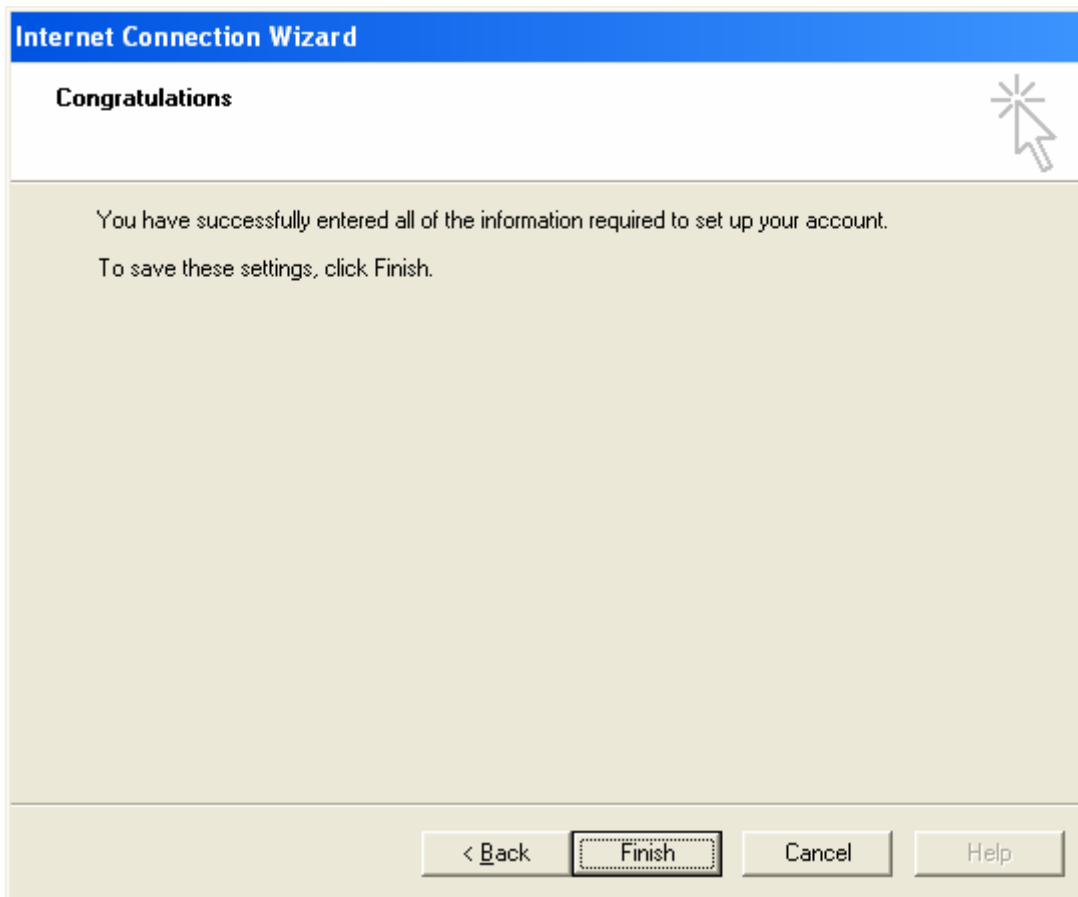 Internet Connection Wizard
Congratulations
You have successfully entered all of the information required to set up your account.
To save these settings, click Finish.
< Back
Finish
Cancel
Help